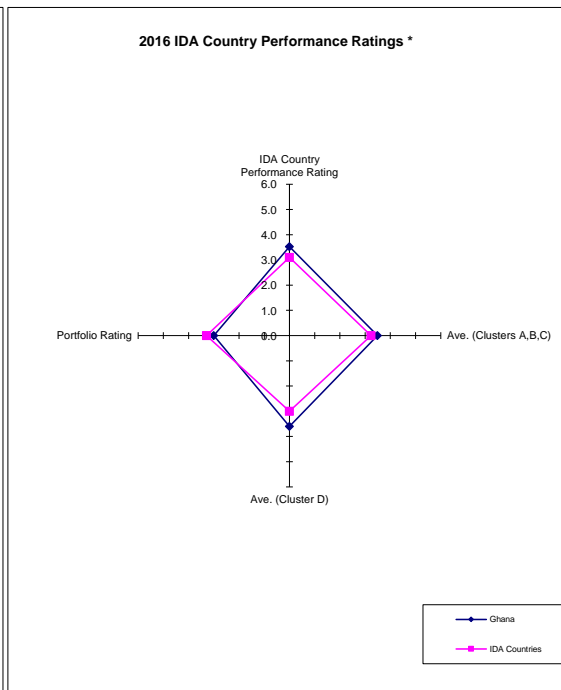 2016 IDA Country Performance Ratings *
IDA Country
Performance Rating
6.0
5.0
4.0
3.0
2.0
1.0
0.0
Portfolio Rating
Ave. (Clusters A,B,C)
Ave. (Cluster D)
Ghana
IDA Countries